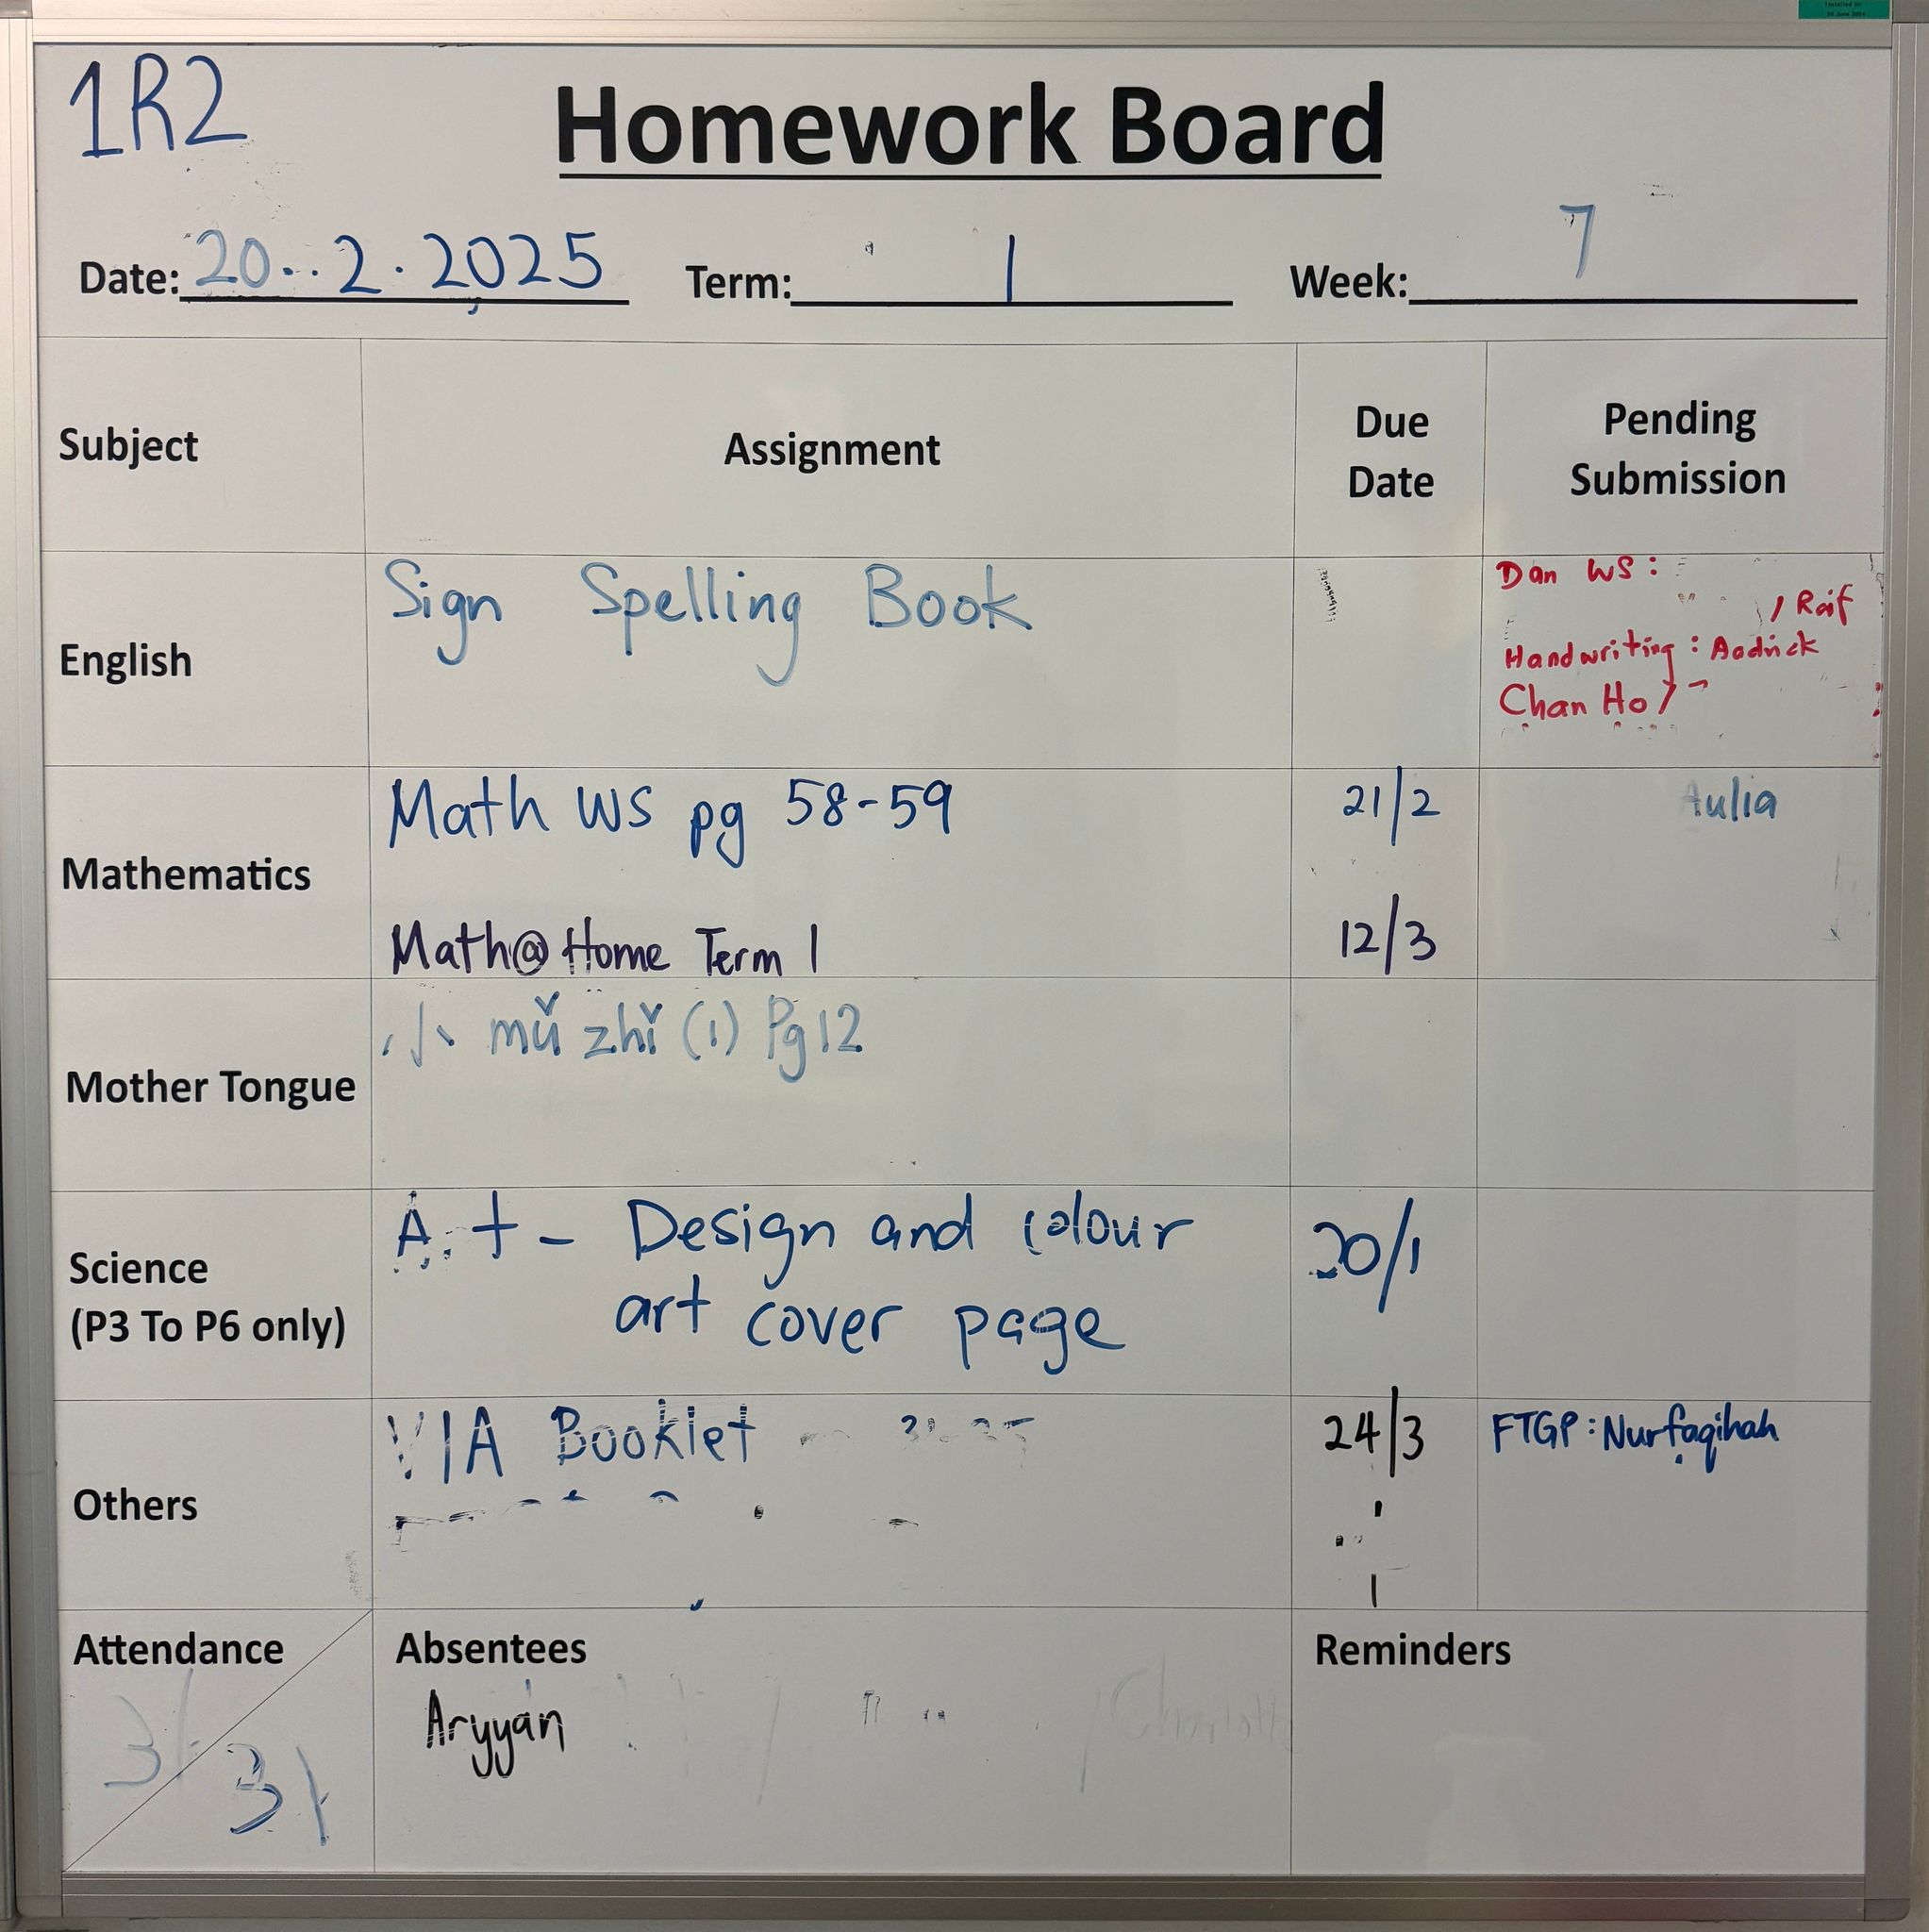 1R2
Homework Board
Date: 20..2.2025 Term: 1 Week: 7
Subject Assignment Due Date Pending Submission
English
Sign Spelling Book
Dan WS:
, Raif
Handwriting: Aadrick
Chan Ho /
Mathematics
Math WS pg 58-59 21/2 Aulia
Math@Home Term 1 12/3
Mother Tongue
小 mǔ zhǐ (1) Pg 12
Science
(P3 To P6 only)
Art - Design and colour 20/1
art cover page
Others
VIA Booklet 24/3 FTGP: Nurfaqihah
Attendance Absentees Reminders
31 Aryyan
31